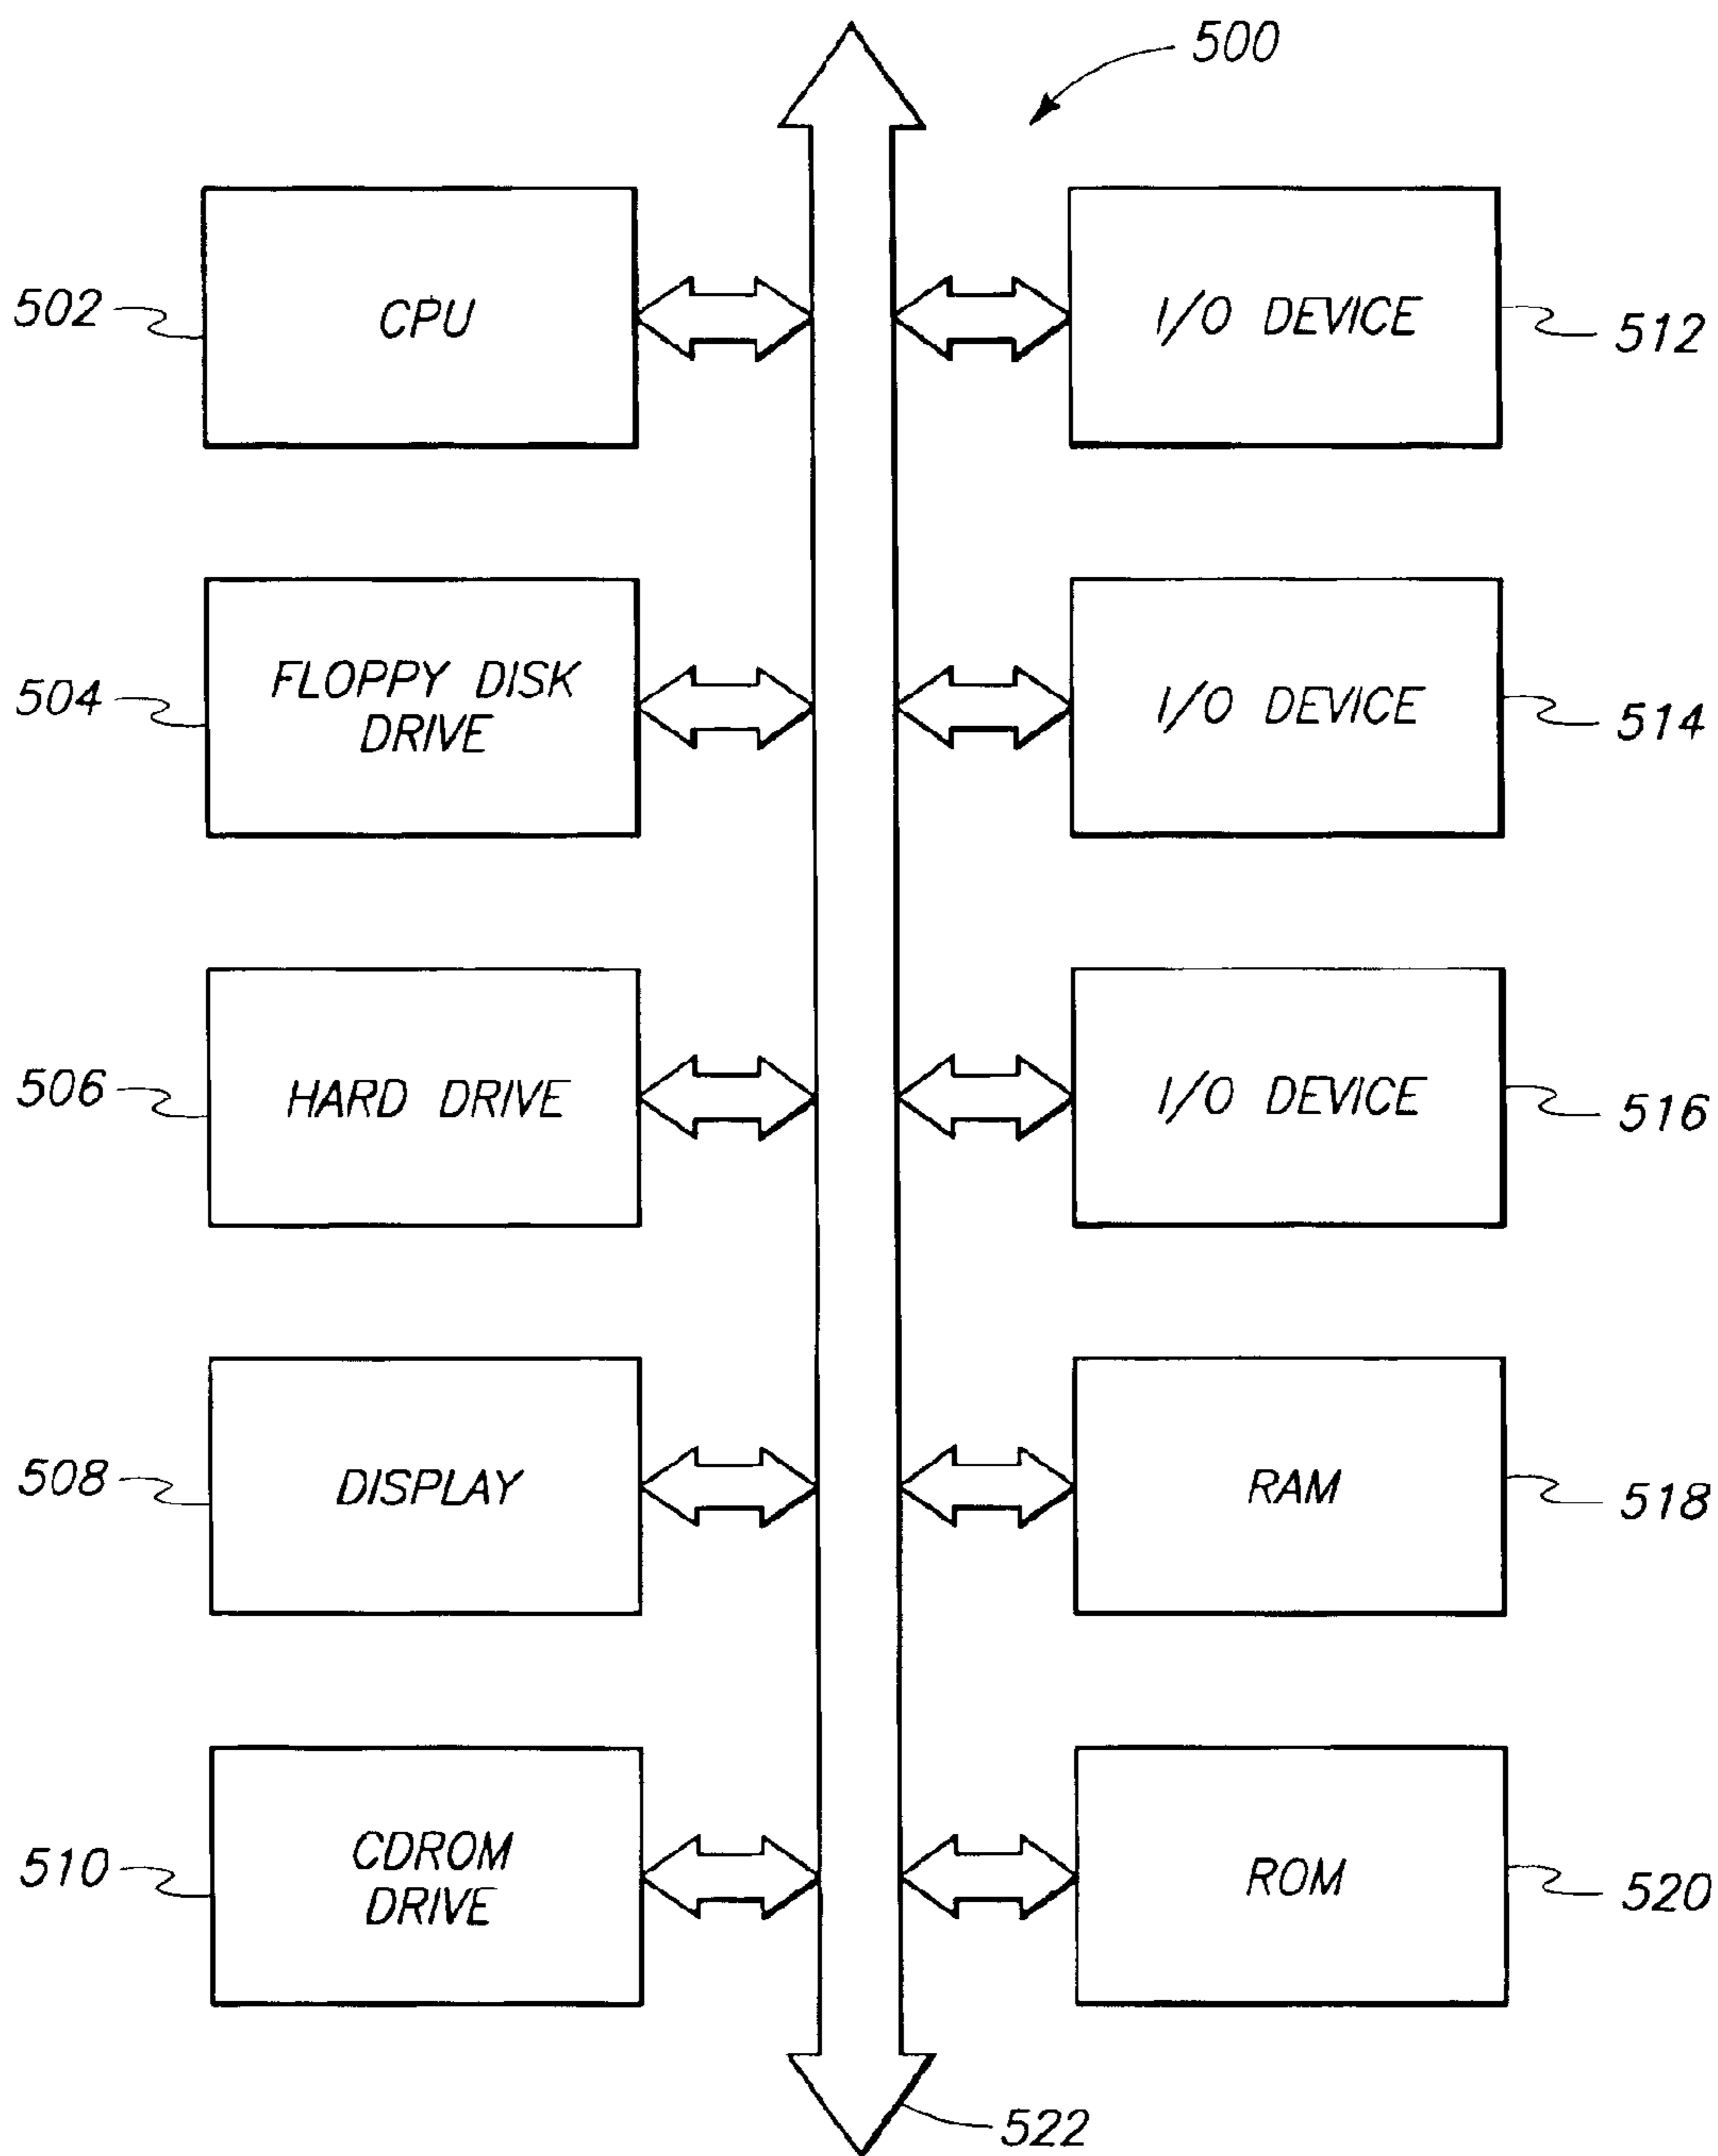 500
502
CPU
I/O DEVICE
512
504
FLOPPY DISK
DRIVE
I/O DEVICE
514
506
HARD DRIVE
I/O DEVICE
516
508
DISPLAY
RAM
518
510
CDROM
DRIVE
ROM
520
522